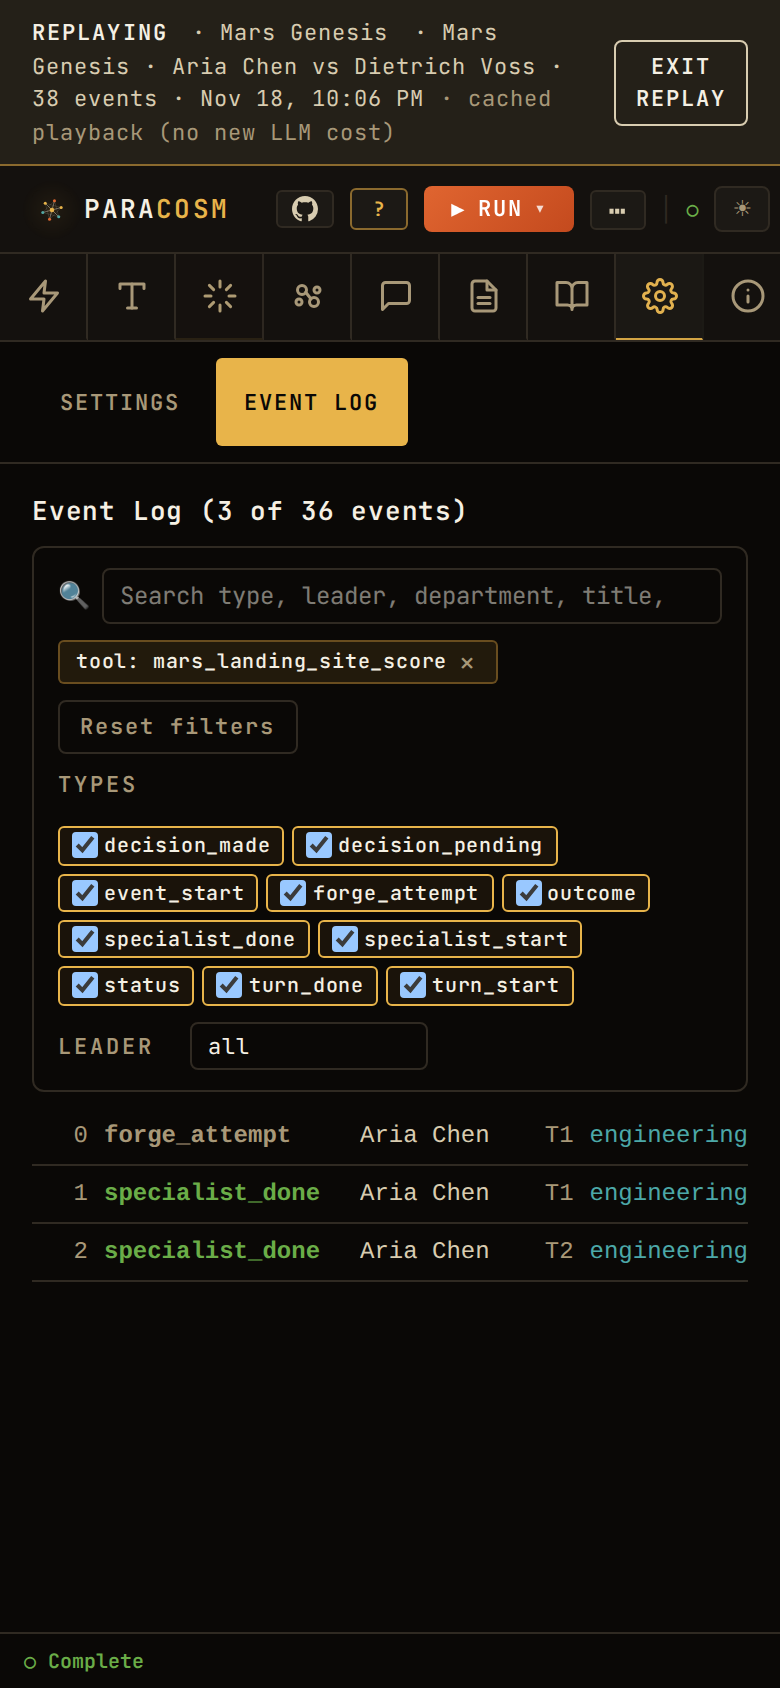 REPLAYING · Mars Genesis · Mars
Genesis · Aria Chen vs Dietrich Voss ·
38 events · Nov 18, 10:06 PM · cached
playback (no new LLM cost)
EXIT
REPLAY
PARACOSM
?
▶ RUN ▼
…
SETTINGS
EVENT LOG
Event Log (3 of 36 events)
Search type, leader, department, title,
tool: mars_landing_site_score ×
Reset filters
TYPES
decision_made
decision_pending
event_start
forge_attempt
outcome
specialist_done
specialist_start
status
turn_done
turn_start
LEADER all
0 forge_attempt Aria Chen T1 engineering
1 specialist_done Aria Chen T1 engineering
2 specialist_done Aria Chen T2 engineering
○ Complete